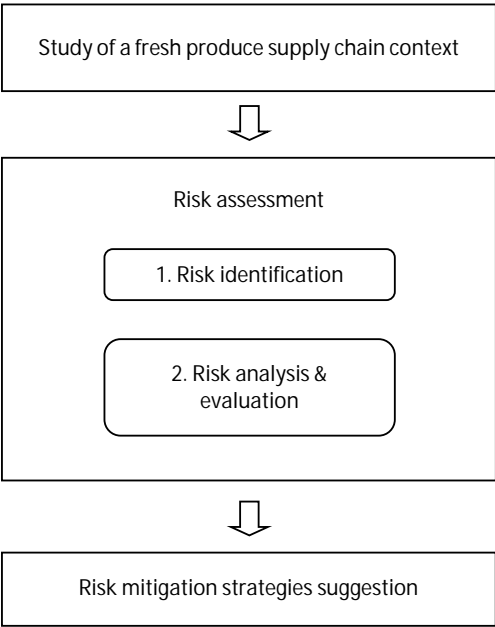 Study of a fresh produce supply chain context
Risk assessment
1. Risk identification
2. Risk analysis &
evaluation
Risk mitigation strategies suggestion